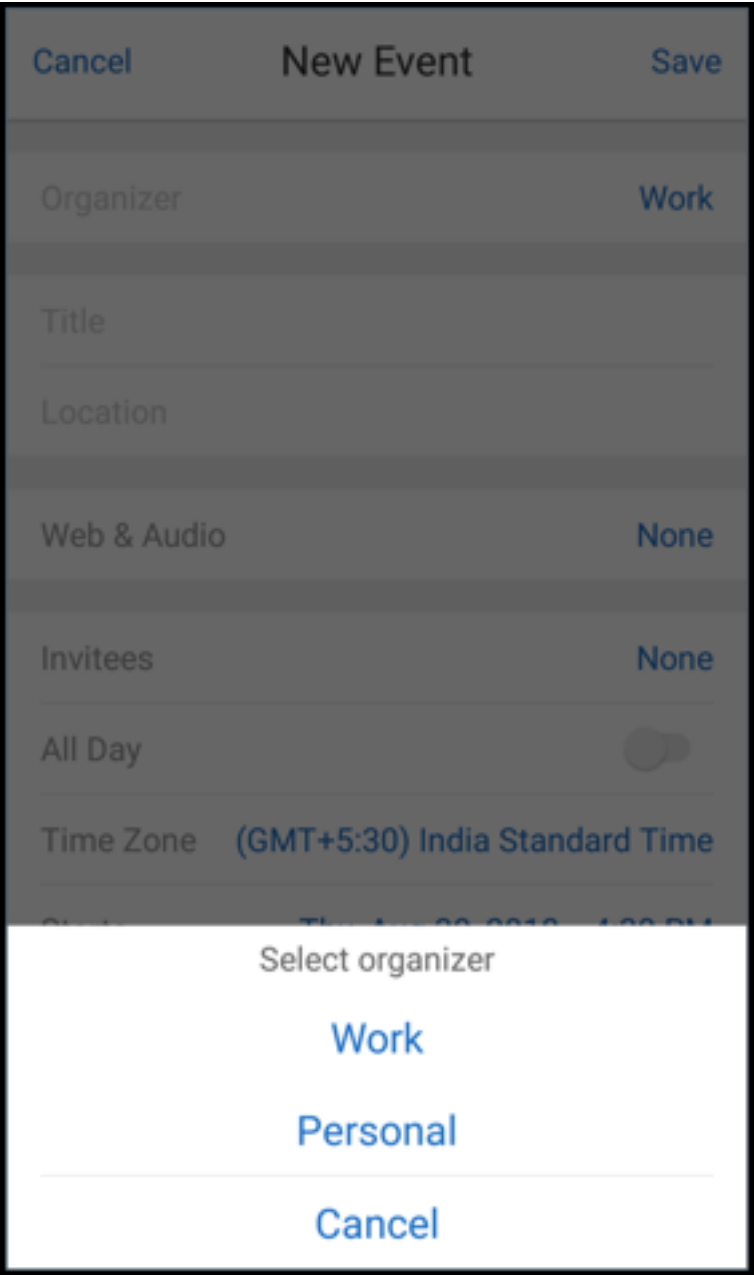 Cancel New Event Save
Organizer Work
Title
Location
Web & Audio None
Invitees None
All Day
Time Zone (GMT+5:30) India Standard Time
Select organizer
Work
Personal
Cancel